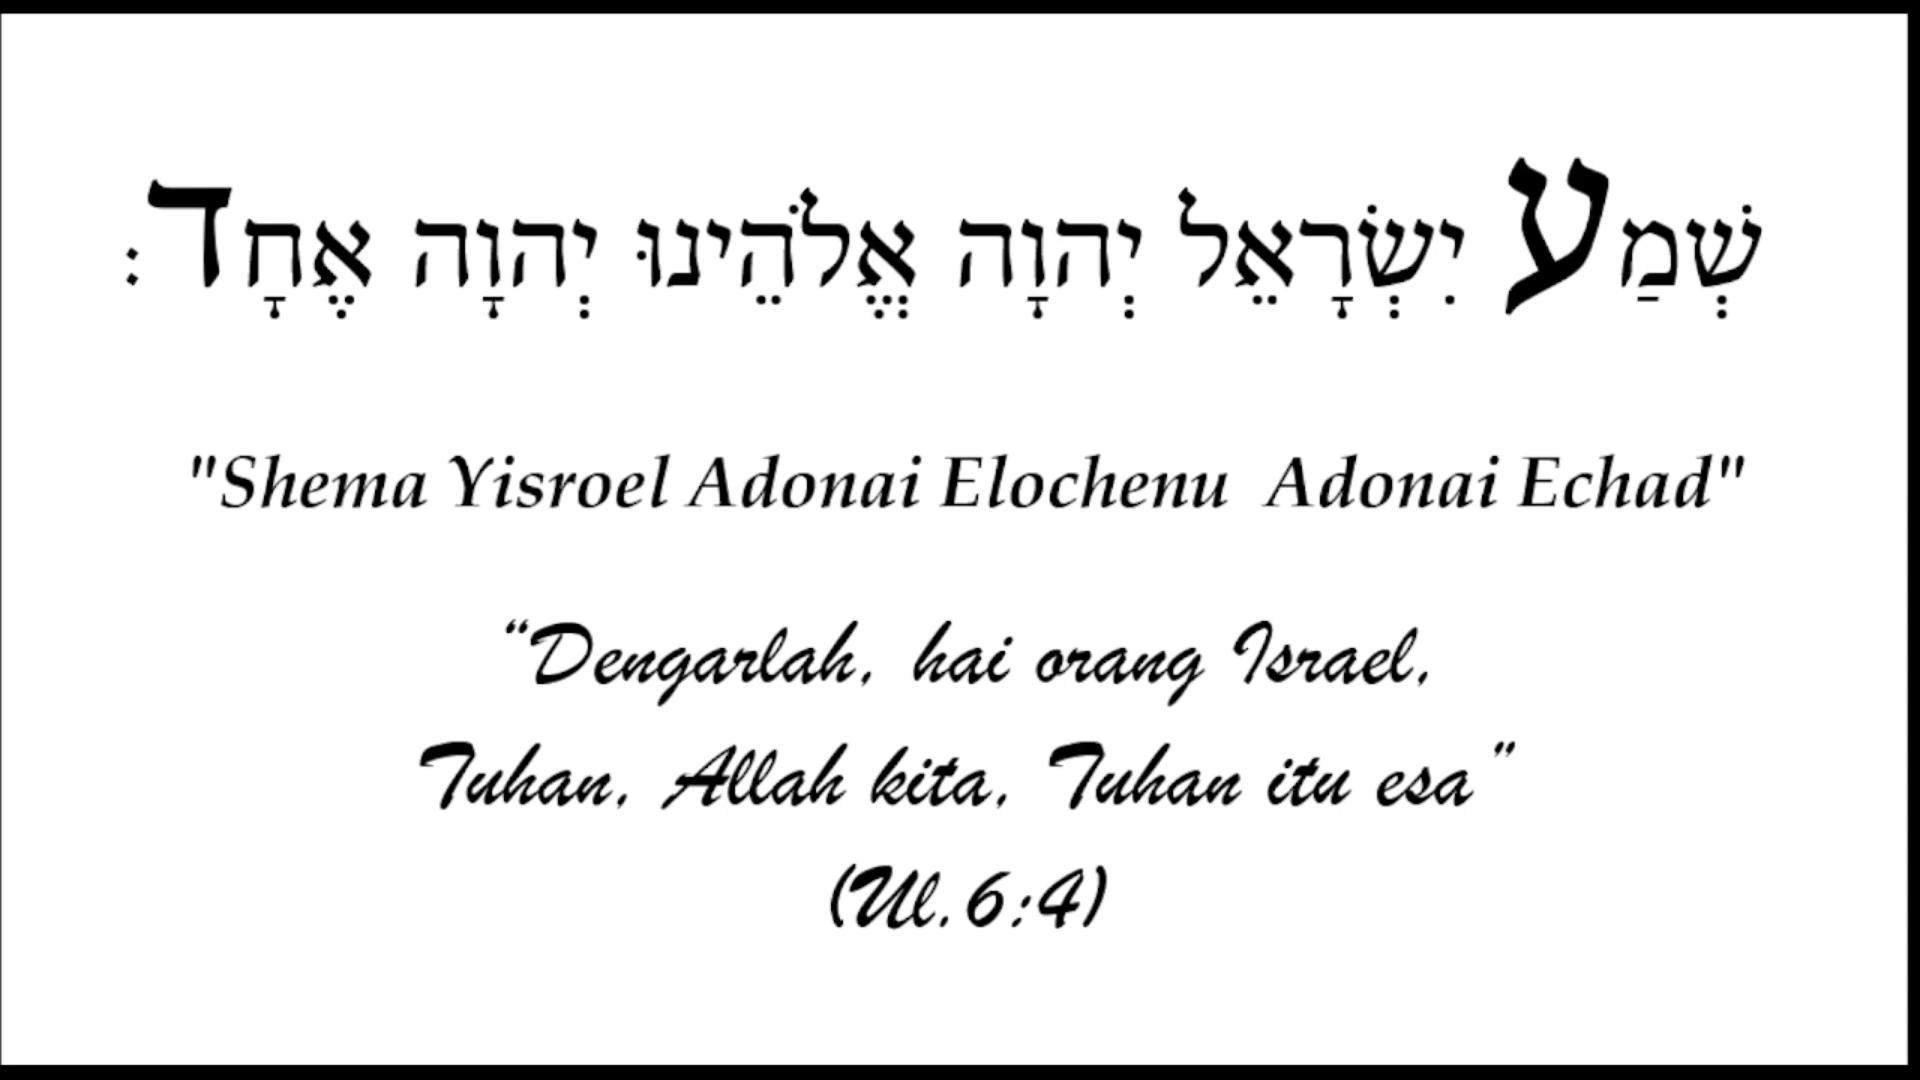 שְׁמַע יִשְׂרָאֵל יְהוָה אֱלֹהֵינוּ יְהוָה אֶחָד׃
"Shema Yisroel Adonai Elochenu Adonai Echad"
“Dengarlah, hai orang Israel,
Tuhan, Allah kita, Tuhan itu esa”
(Ul.6:4)